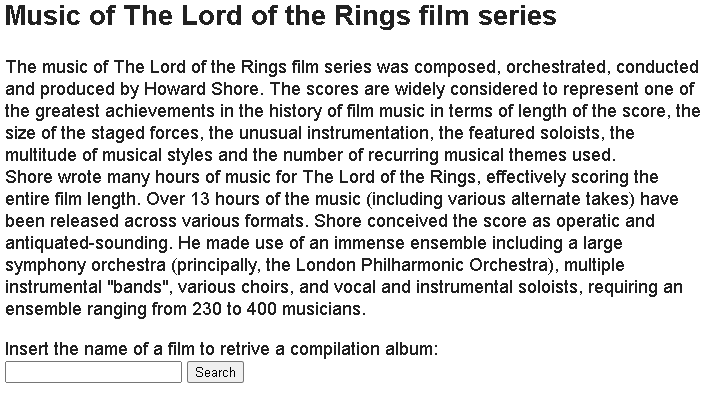 Music of The Lord of the Rings film series
The music of The Lord of the Rings film series was composed, orchestrated, conducted
and produced by Howard Shore. The scores are widely considered to represent one of
the greatest achievements in the history of film music in terms of length of the score, the
size of the staged forces, the unusual instrumentation, the featured soloists, the
multitude of musical styles and the number of recurring musical themes used.
Shore wrote many hours of music for The Lord of the Rings, effectively scoring the
entire film length. Over 13 hours of the music (including various alternate takes) have
been released across various formats. Shore conceived the score as operatic and
antiquated-sounding. He made use of an immense ensemble including a large
symphony orchestra (principally, the London Philharmonic Orchestra), multiple
instrumental "bands", various choirs, and vocal and instrumental soloists, requiring an
ensemble ranging from 230 to 400 musicians.
Insert the name of a film to retrive a compilation album:
Search